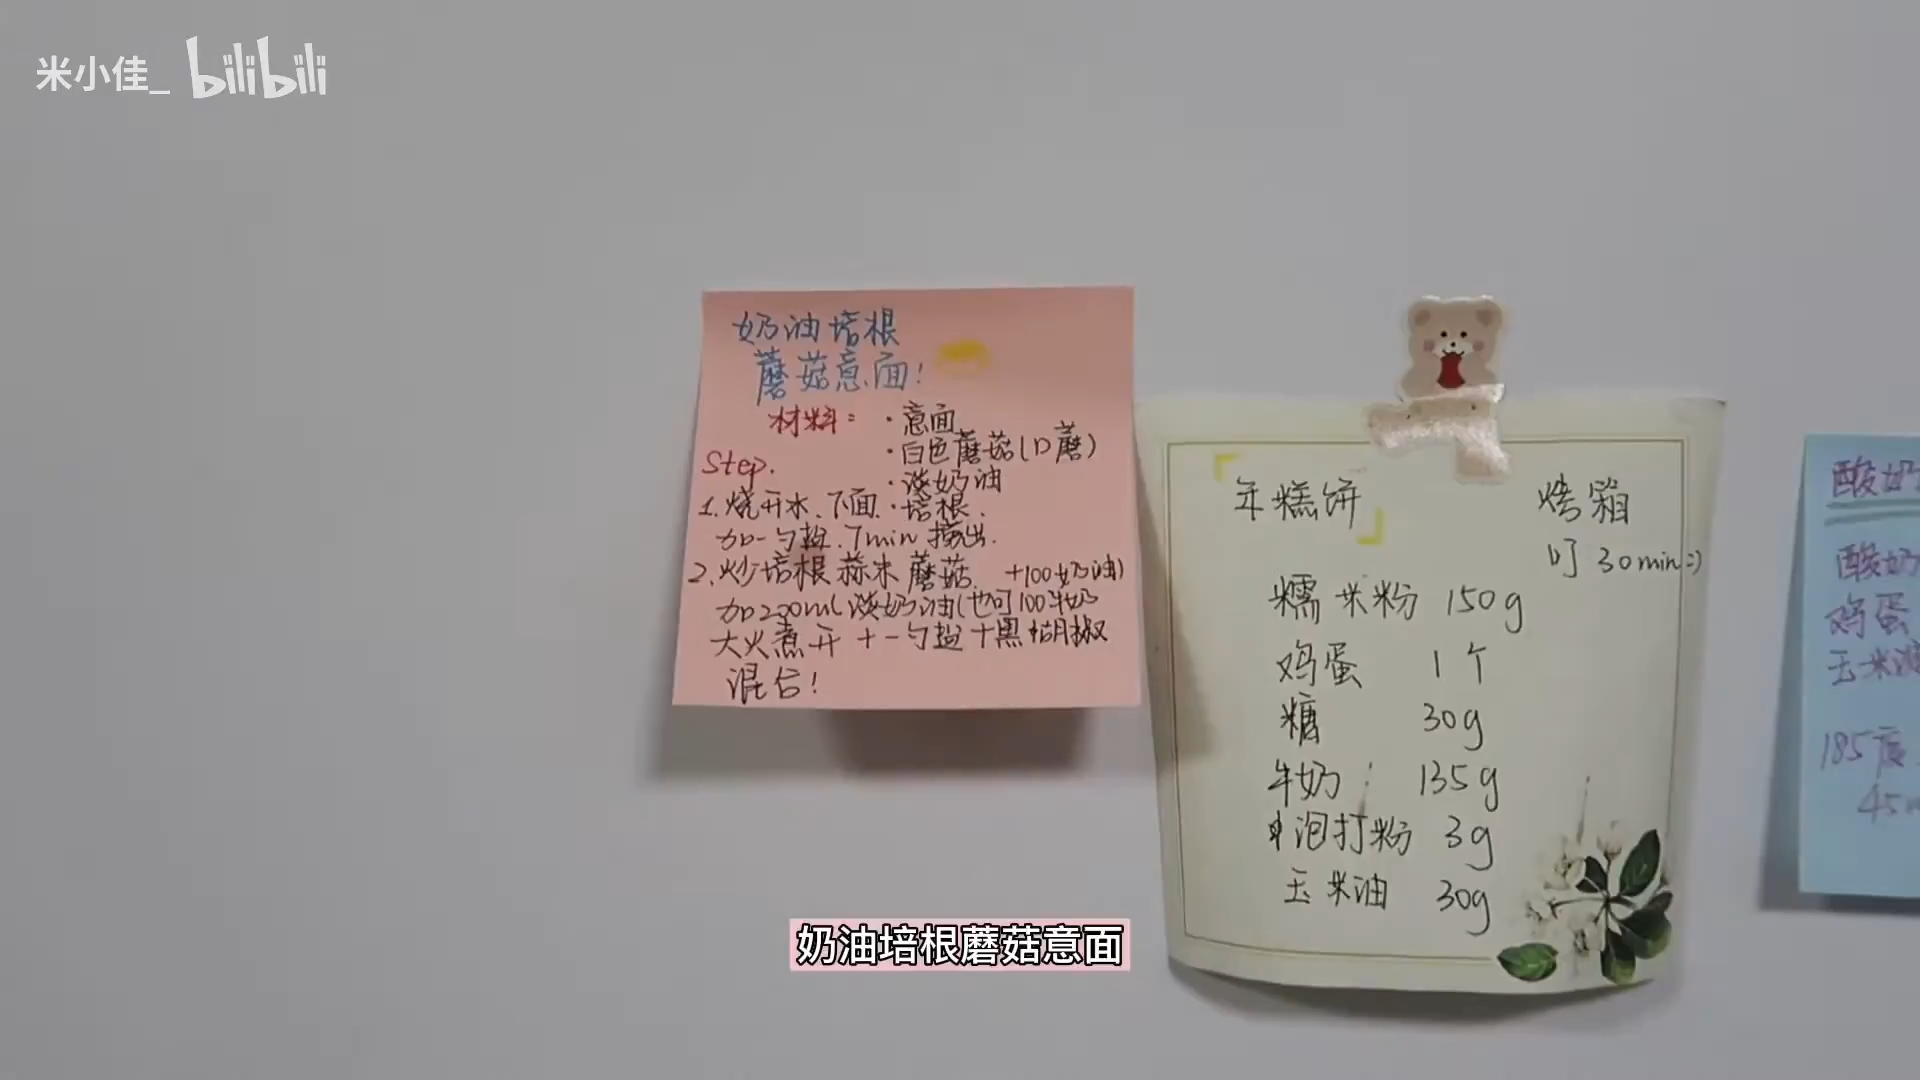 米小佳_ bilibili
奶油培根
蘑菇意面!
材料: ·意面
·白色蘑菇(口蘑)
Step. ·淡奶油
1.烧开水.下面. ·培根.
加一勺盐.7min捞出.
2.炒培根蒜末蘑菇. +100奶油)
加200ml淡奶油(也可100牛奶
大火煮开+一勺盐+黑胡椒
混合!
「年糕饼」 烤箱
叮30min:)
糯米粉 150g
鸡蛋 1个
糖 30g
牛奶 135g
泡打粉 3g
玉米油 30g
酸奶
酸奶
鸡蛋
玉米油
185度
45
奶油培根蘑菇意面